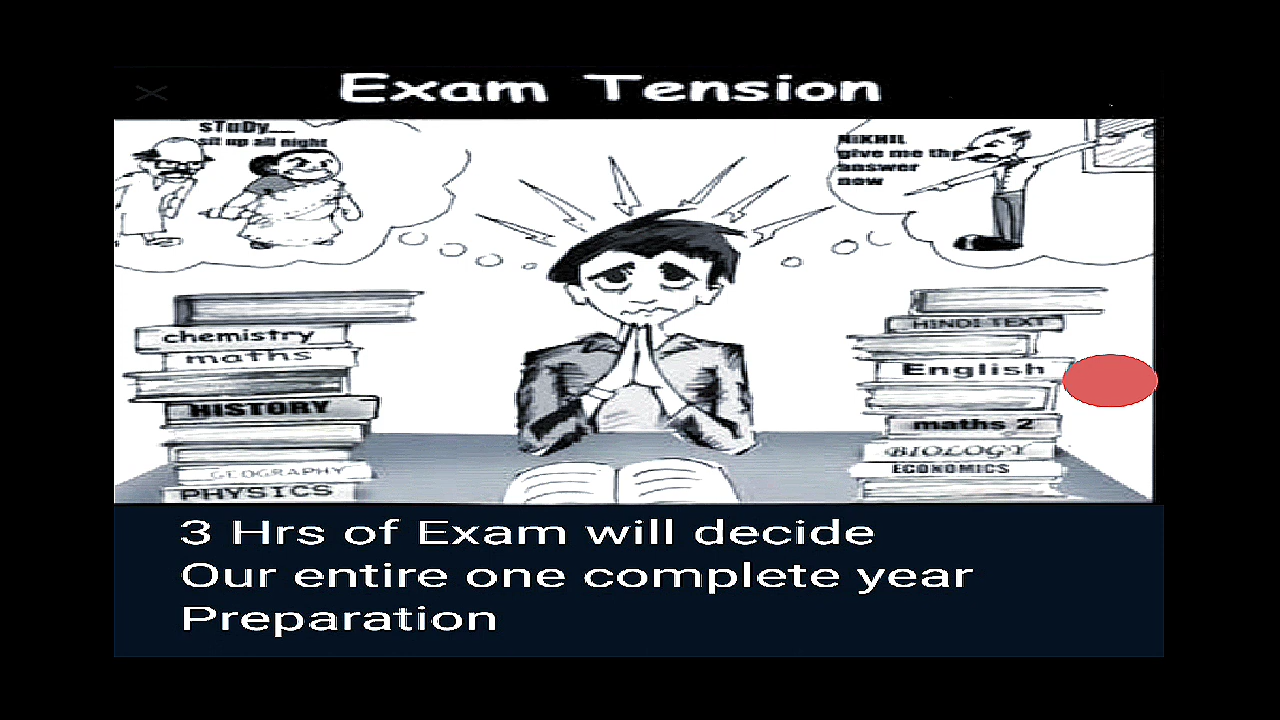 Exam Tension
sTuDy....
sit up all night
NIKHIL
give me the
answer
now
chemistry
maths
HISTORY
GEOGRAPHY
PHYSICS
HINDI TEXT
English
maths 2
BIOLOGY
ECONOMICS
3 Hrs of Exam will decide
Our entire one complete year
Preparation